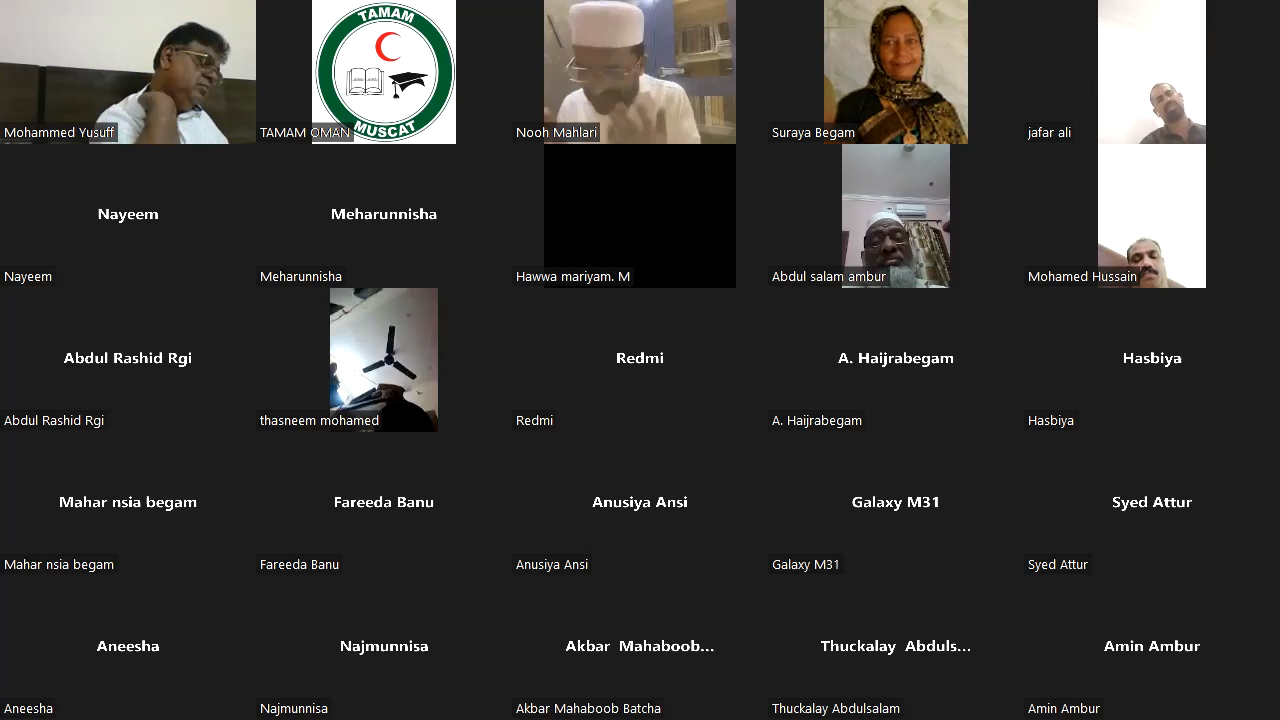 TAMAM
MUSCAT
Mohammed Yusuff
TAMAM OMAN
Nooh Mahlari
Suraya Begam
jafar ali
Nayeem
Meharunnisha
Nayeem
Meharunnisha
Hawwa mariyam. M
Abdul salam ambur
Mohamed Hussain
Abdul Rashid Rgi
Redmi
A. Haijrabegam
Hasbiya
Abdul Rashid Rgi
thasneem mohamed
Redmi
A. Haijrabegam
Hasbiya
Mahar nsia begam
Fareeda Banu
Anusiya Ansi
Galaxy M31
Syed Attur
Mahar nsia begam
Fareeda Banu
Anusiya Ansi
Galaxy M31
Syed Attur
Aneesha
Najmunnisa
Akbar Mahaboob...
Thuckalay Abduls...
Amin Ambur
Aneesha
Najmunnisa
Akbar Mahaboob Batcha
Thuckalay Abdulsalam
Amin Ambur